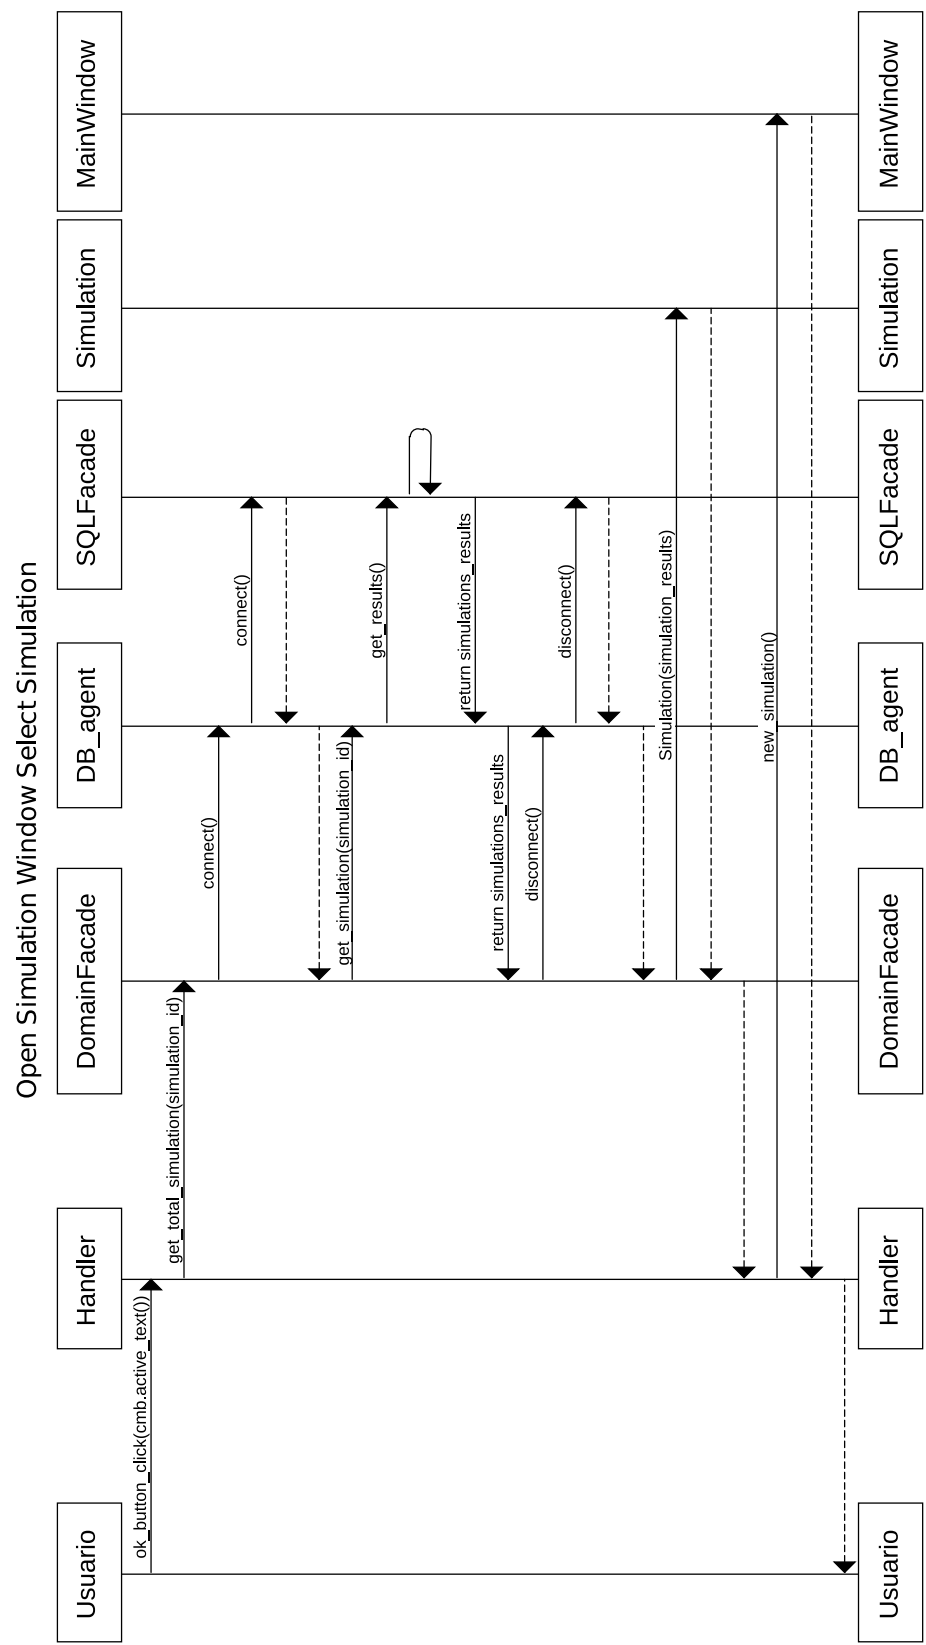 Open Simulation Window Select Simulation
Usuario
Handler
DomainFacade
DB_agent
SQLFacade
Simulation
MainWindow
ok_button_click(cmb.active_text())
get_total_simulation(simulation_id)
connect()
connect()
get_simulation(simulation_id)
get_results()
return simulations_results
return simulations_results
disconnect()
disconnect()
Simulation(simulation_results)
new_simulation()
Usuario
Handler
DomainFacade
DB_agent
SQLFacade
Simulation
MainWindow